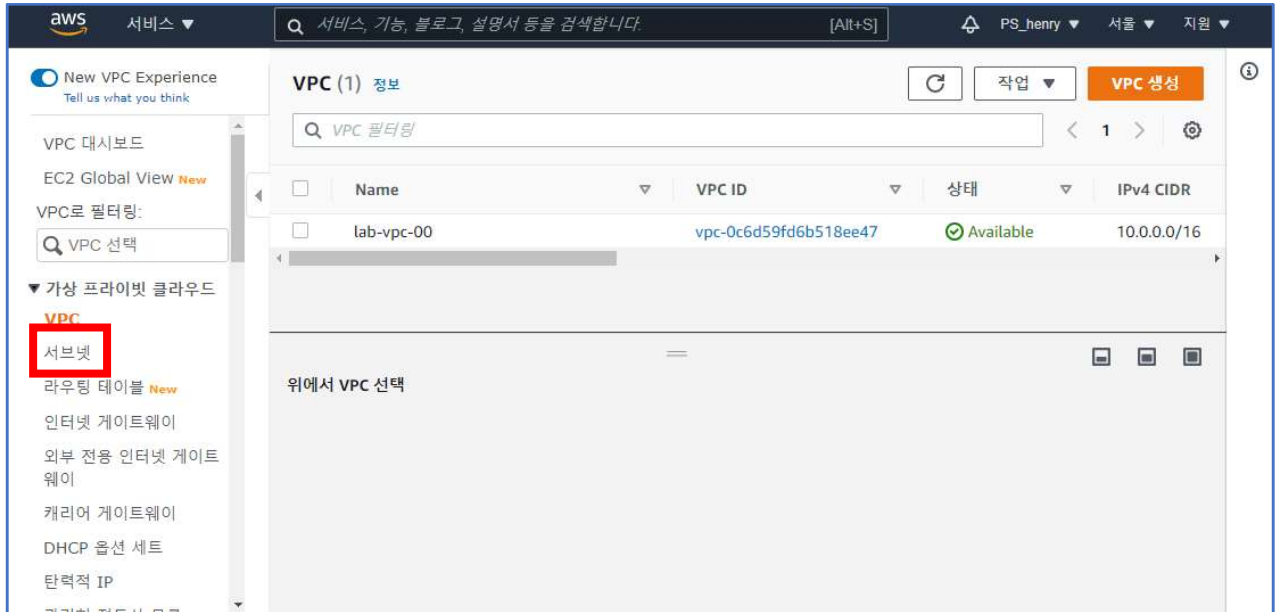 aws 서비스 ▼ 서비스, 기능, 블로그, 설명서 등을 검색합니다. [Alt+S] PS_henry ▼ 서울 ▼ 지원 ▼
New VPC Experience
Tell us what you think
VPC (1) 정보 작업 ▼ VPC 생성
VPC 필터링 < 1 >
VPC 대시보드
EC2 Global View New
VPC로 필터링:
VPC 선택
Name VPC ID 상태 IPv4 CIDR
lab-vpc-00 vpc-0c6d59fd6b518ee47 Available 10.0.0.0/16
▼ 가상 프라이빗 클라우드
VPC
서브넷
라우팅 테이블 New
인터넷 게이트웨이
외부 전용 인터넷 게이트
웨이
캐리어 게이트웨이
DHCP 옵션 세트
탄력적 IP
위에서 VPC 선택